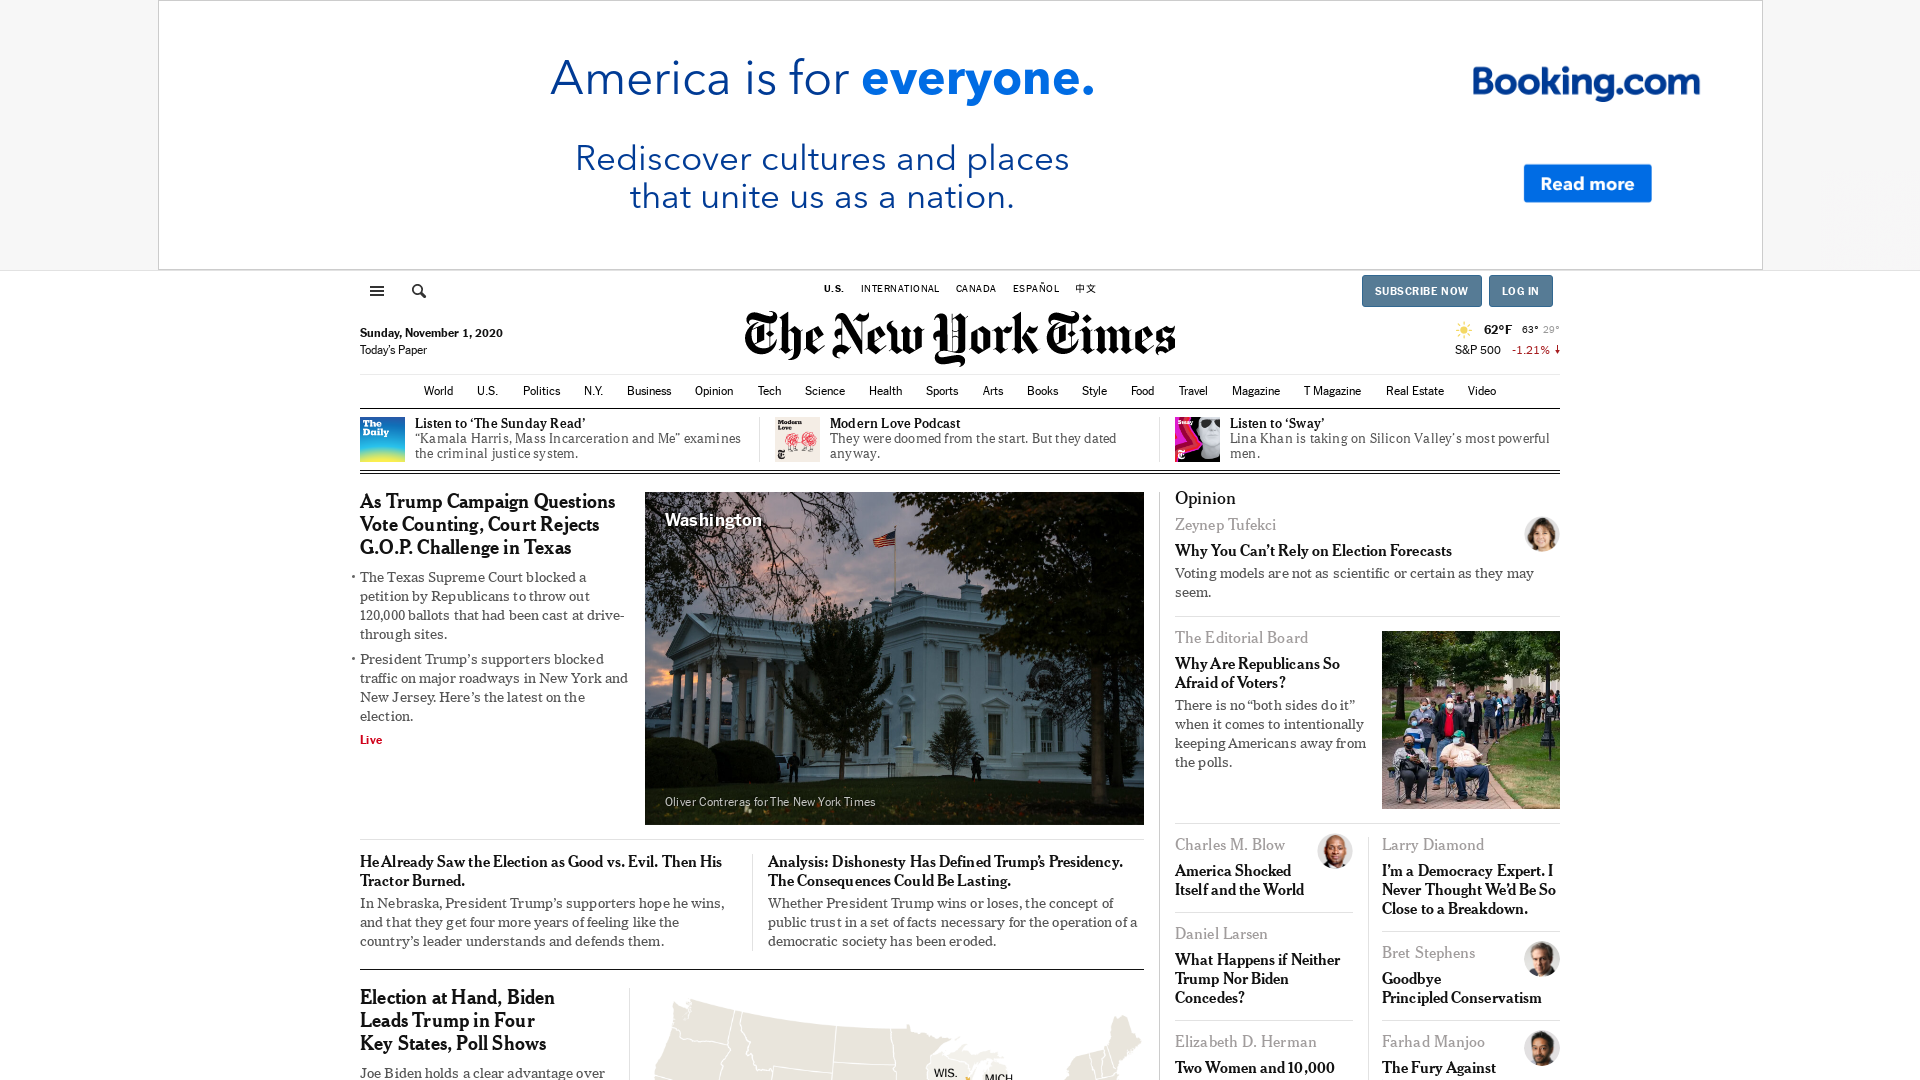 America is for everyone.
Rediscover cultures and places
that unite us as a nation.
Booking.com
Read more
U.S. INTERNATIONAL CANADA ESPAÑOL 中文
SUBSCRIBE NOW LOG IN
Sunday, November 1, 2020
Today's Paper
The New York Times
62°F 63° 29°
S&P 500 -1.21%
World U.S. Politics N.Y. Business Opinion Tech Science Health Sports Arts Books Style Food Travel Magazine T Magazine Real Estate Video
The
Daily
Listen to ‘The Sunday Read’
“Kamala Harris, Mass Incarceration and Me” examines
the criminal justice system.
Modern
Love
Modern Love Podcast
They were doomed from the start. But they dated
anyway.
Sway
Listen to ‘Sway’
Lina Khan is taking on Silicon Valley's most powerful
men.
As Trump Campaign Questions
Vote Counting, Court Rejects
G.O.P. Challenge in Texas
• The Texas Supreme Court blocked a
petition by Republicans to throw out
120,000 ballots that had been cast at drive-
through sites.
• President Trump's supporters blocked
traffic on major roadways in New York and
New Jersey. Here's the latest on the
election.
Live
Washington
Oliver Contreras for The New York Times
He Already Saw the Election as Good vs. Evil. Then His
Tractor Burned.
In Nebraska, President Trump's supporters hope he wins,
and that they get four more years of feeling like the
country's leader understands and defends them.
Analysis: Dishonesty Has Defined Trump's Presidency.
The Consequences Could Be Lasting.
Whether President Trump wins or loses, the concept of
public trust in a set of facts necessary for the operation of a
democratic society has been eroded.
Election at Hand, Biden
Leads Trump in Four
Key States, Poll Shows
Joe Biden holds a clear advantage over
WIS.
MICH
Opinion
Zeynep Tufekci
Why You Can't Rely on Election Forecasts
Voting models are not as scientific or certain as they may
seem.
The Editorial Board
Why Are Republicans So
Afraid of Voters?
There is no “both sides do it”
when it comes to intentionally
keeping Americans away from
the polls.
Charles M. Blow
America Shocked
Itself and the World
Daniel Larsen
What Happens if Neither
Trump Nor Biden
Concedes?
Elizabeth D. Herman
Two Women and 10,000
Larry Diamond
I'm a Democracy Expert. I
Never Thought We'd Be So
Close to a Breakdown.
Bret Stephens
Goodbye
Principled Conservatism
Farhad Manjoo
The Fury Against